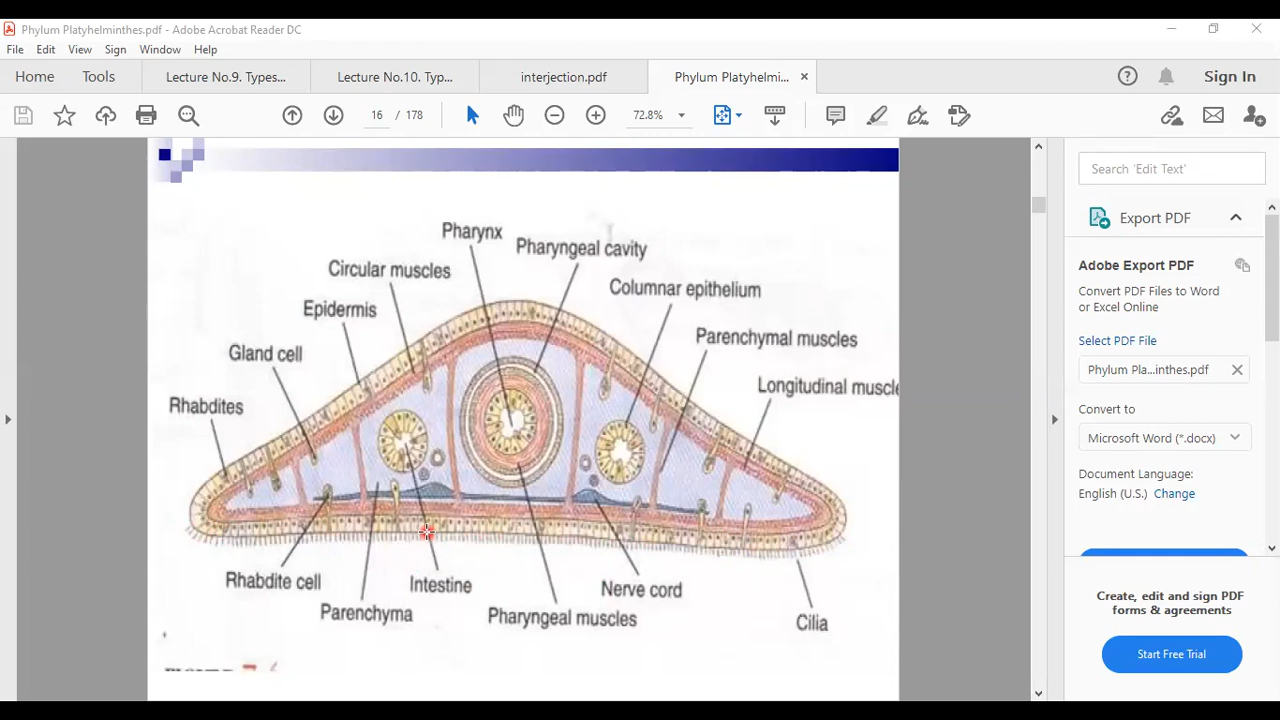 Phylum Platyhelminthes.pdf - Adobe Acrobat Reader DC
File Edit View Sign Window Help
Home Tools Lecture No.9. Types... Lecture No.10. Typ... interjection.pdf Phylum Platyhelmi... Sign In
16 / 178 72.8%
Search 'Edit Text'
Export PDF
Adobe Export PDF
Convert PDF Files to Word
or Excel Online
Select PDF File
Phylum Pla...inthes.pdf
Convert to
Microsoft Word (*.docx)
Document Language:
English (U.S.) Change
Create, edit and sign PDF
forms & agreements
Start Free Trial
Pharynx
Pharyngeal cavity
Circular muscles
Columnar epithelium
Epidermis
Parenchymal muscles
Gland cell
Longitudinal muscle
Rhabdites
Rhabdite cell
Intestine
Nerve cord
Parenchyma
Pharyngeal muscles
Cilia